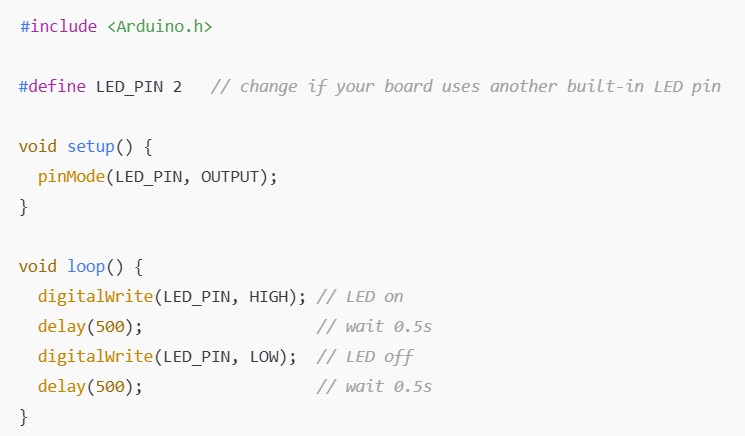 #include <Arduino.h>
#define LED_PIN 2   // change if your board uses another built-in LED pin
void setup() {
  pinMode(LED_PIN, OUTPUT);
}
void loop() {
  digitalWrite(LED_PIN, HIGH); // LED on
  delay(500);                  // wait 0.5s
  digitalWrite(LED_PIN, LOW);  // LED off
  delay(500);                  // wait 0.5s
}